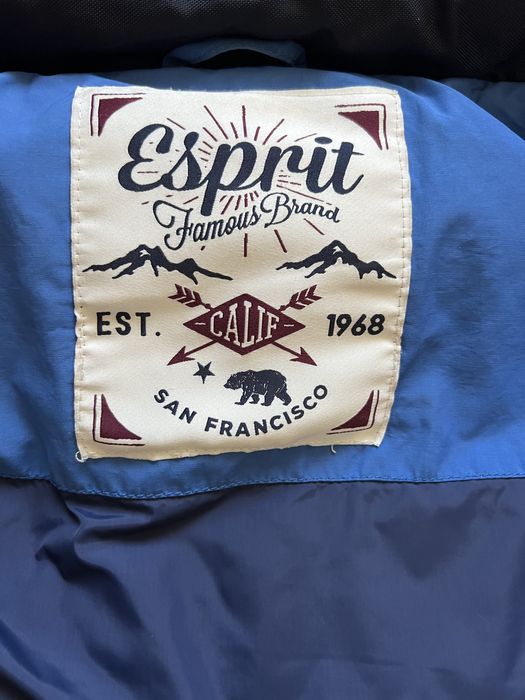 Esprit
Famous Brand
EST. CALIF 1968
SAN FRANCISCO